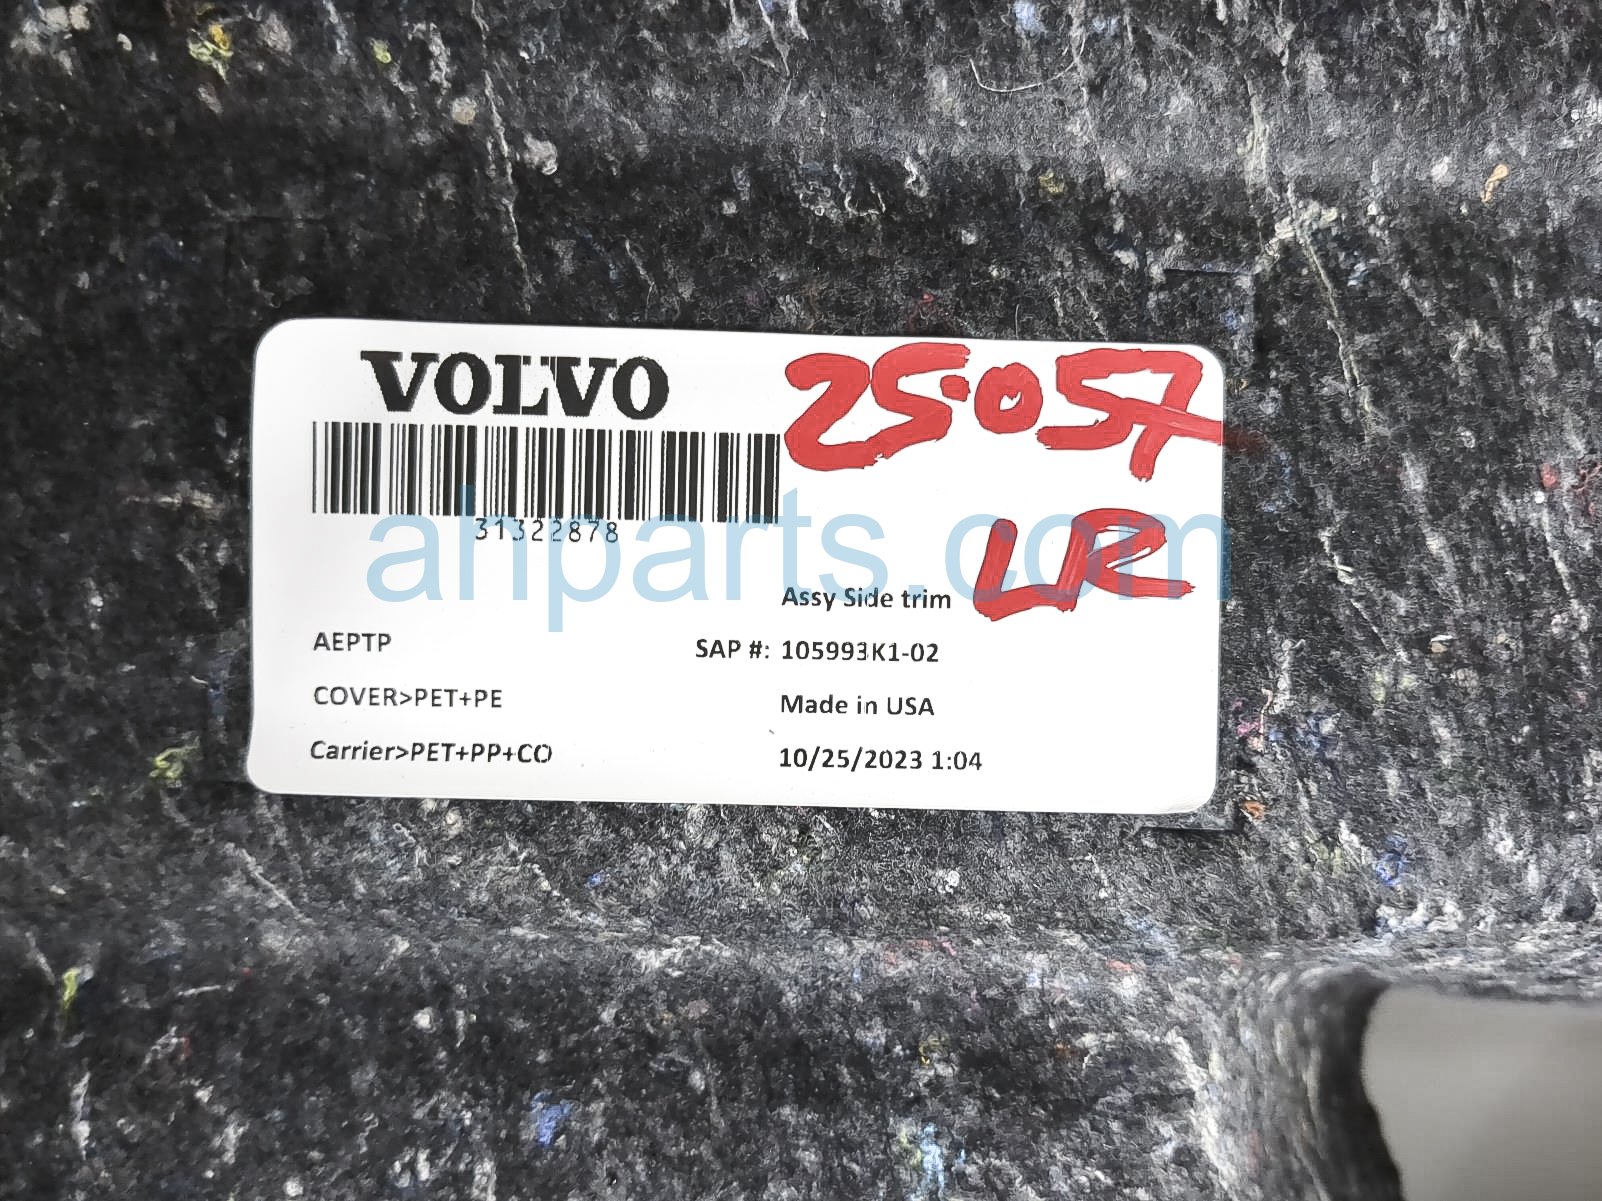 VOLVO
25-057
31322878
ahparts.com
LR
Assy Side trim
AEPTP
SAP #: 105993K1-02
COVER>PET+PE
Made in USA
Carrier>PET+PP+CO
10/25/2023 1:04